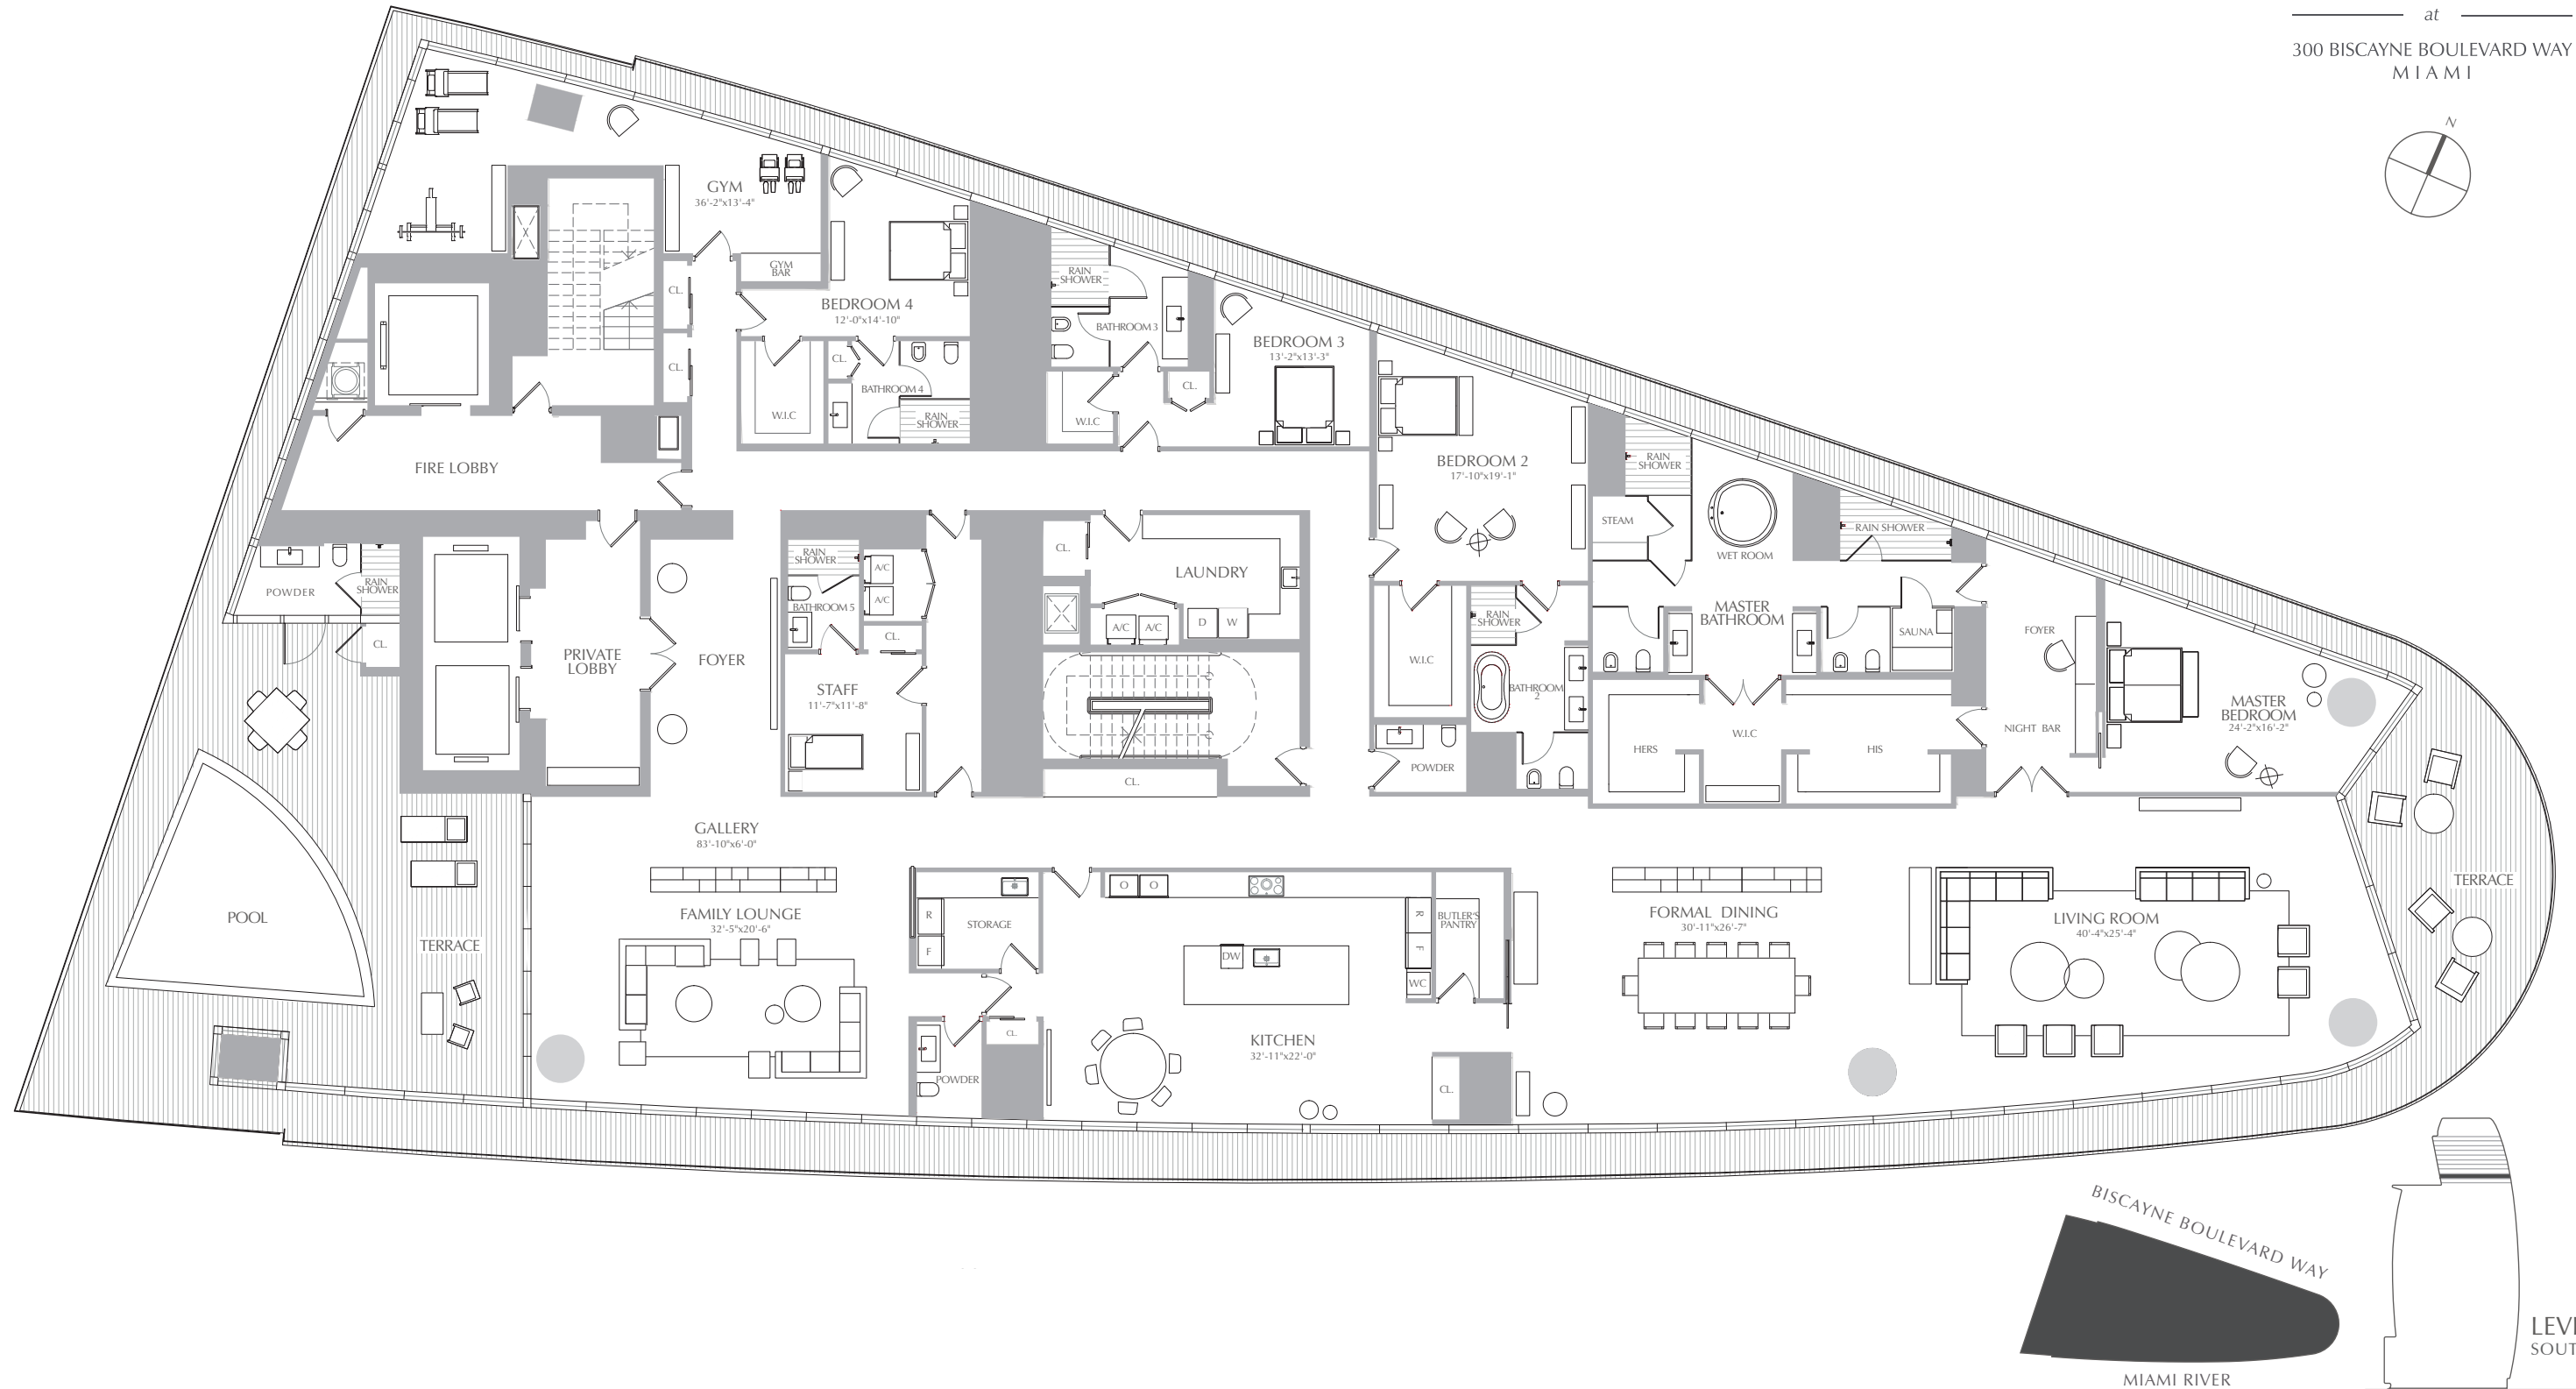 at
300 BISCAYNE BOULEVARD WAY
MIAMI
N
GYM
36'-2"x13'-4"
GYM
BAR
CL.
CL.
BEDROOM 4
12'-0"x14'-10"
W.I.C
CL.
BATHROOM 4
RAIN
SHOWER
RAIN
SHOWER
BATHROOM 3
W.I.C
CL.
BEDROOM 3
13'-2"x13'-3"
BEDROOM 2
17'-10"x19'-1"
RAIN
SHOWER
STEAM
WET ROOM
RAIN SHOWER
FIRE LOBBY
POWDER
RAIN
SHOWER
CL.
PRIVATE
LOBBY
FOYER
RAIN
SHOWER
A/C
A/C
BATHROOM 5
CL.
STAFF
11'-7"x11'-8"
CL.
LAUNDRY
A/C
A/C
D
W
CL.
W.I.C
RAIN
SHOWER
BATHROOM
2
POWDER
MASTER
BATHROOM
SAUNA
FOYER
HERS
W.I.C
HIS
NIGHT BAR
MASTER
BEDROOM
24'-2"x16'-2"
GALLERY
83'-10"x6'-0"
POOL
TERRACE
FAMILY LOUNGE
32'-5"x20'-6"
R
F
STORAGE
CL.
POWDER
O
O
DW
R
F
WC
BUTLER'S
PANTRY
KITCHEN
32'-11"x22'-0"
CL.
FORMAL DINING
30'-11"x26'-7"
LIVING ROOM
40'-4"x25'-4"
TERRACE
BISCAYNE BOULEVARD WAY
MIAMI RIVER